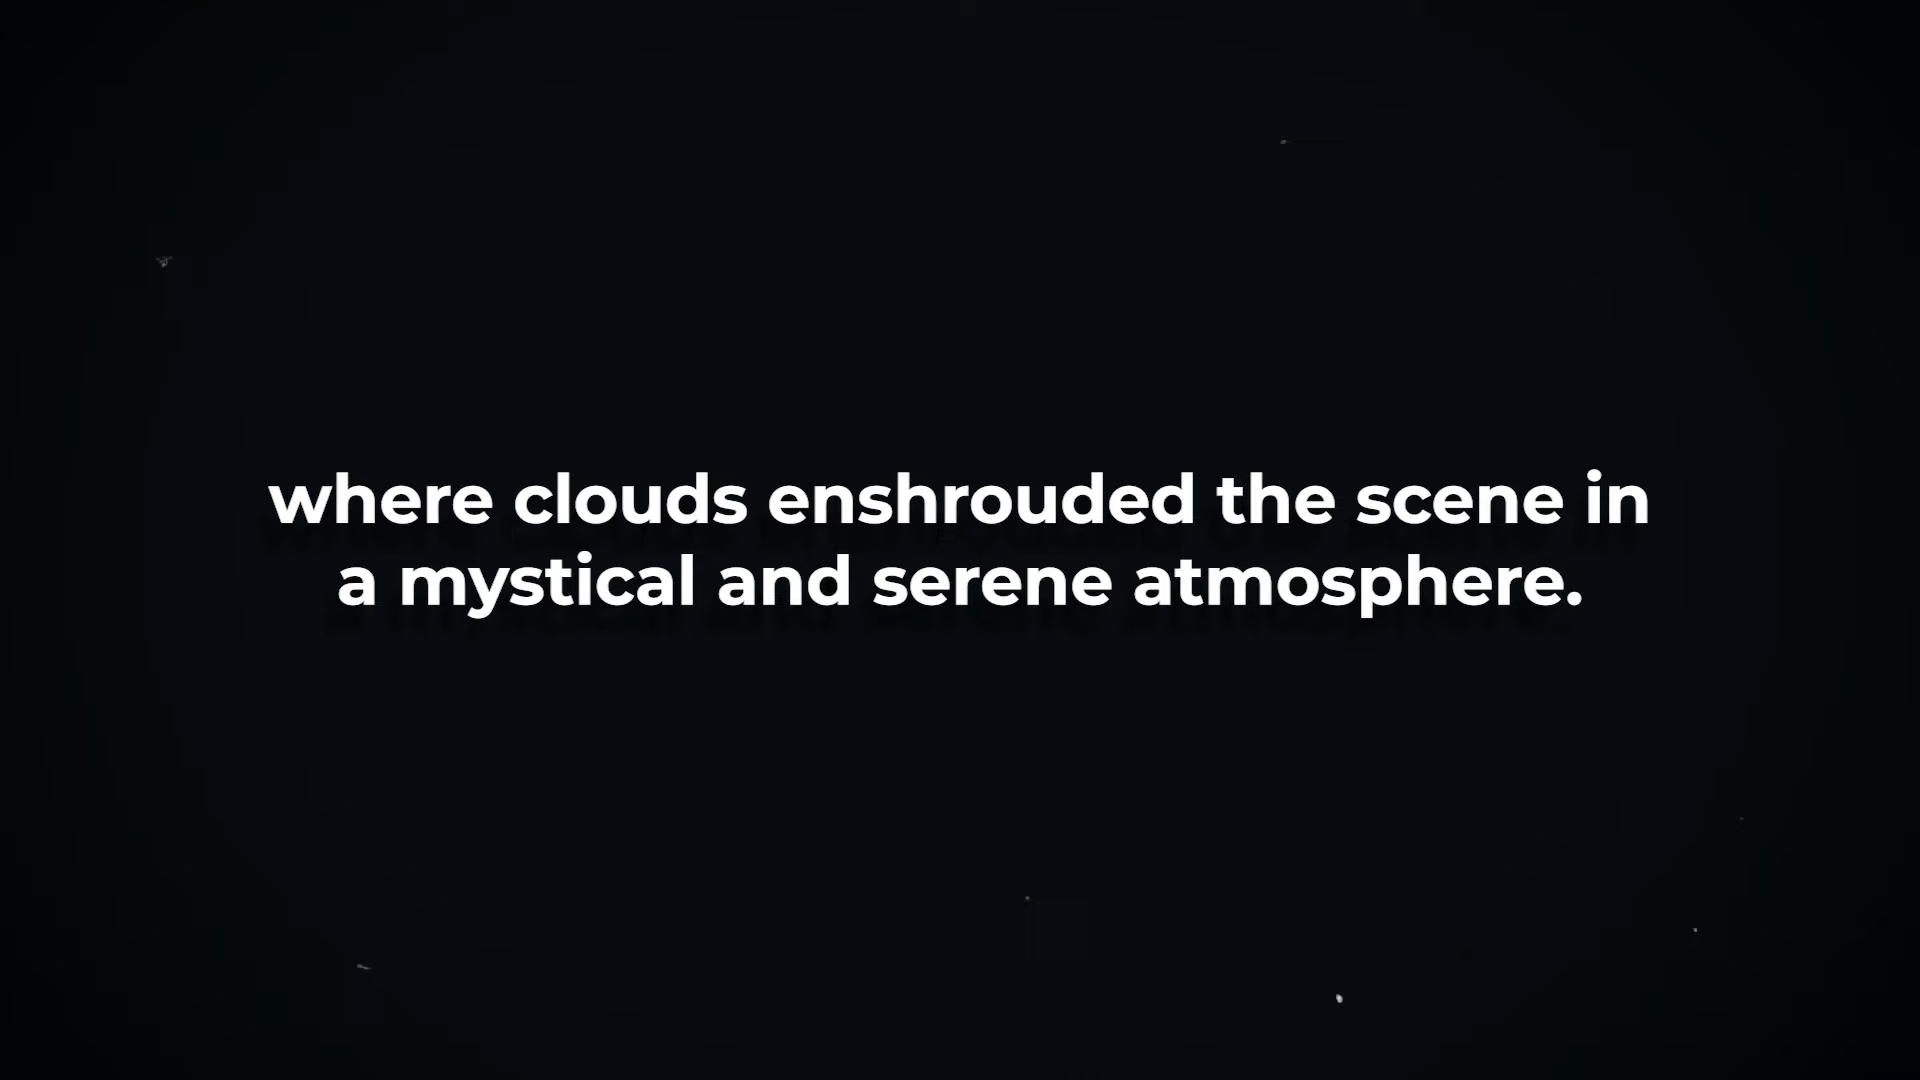 where clouds enshrouded the scene in
a mystical and serene atmosphere.